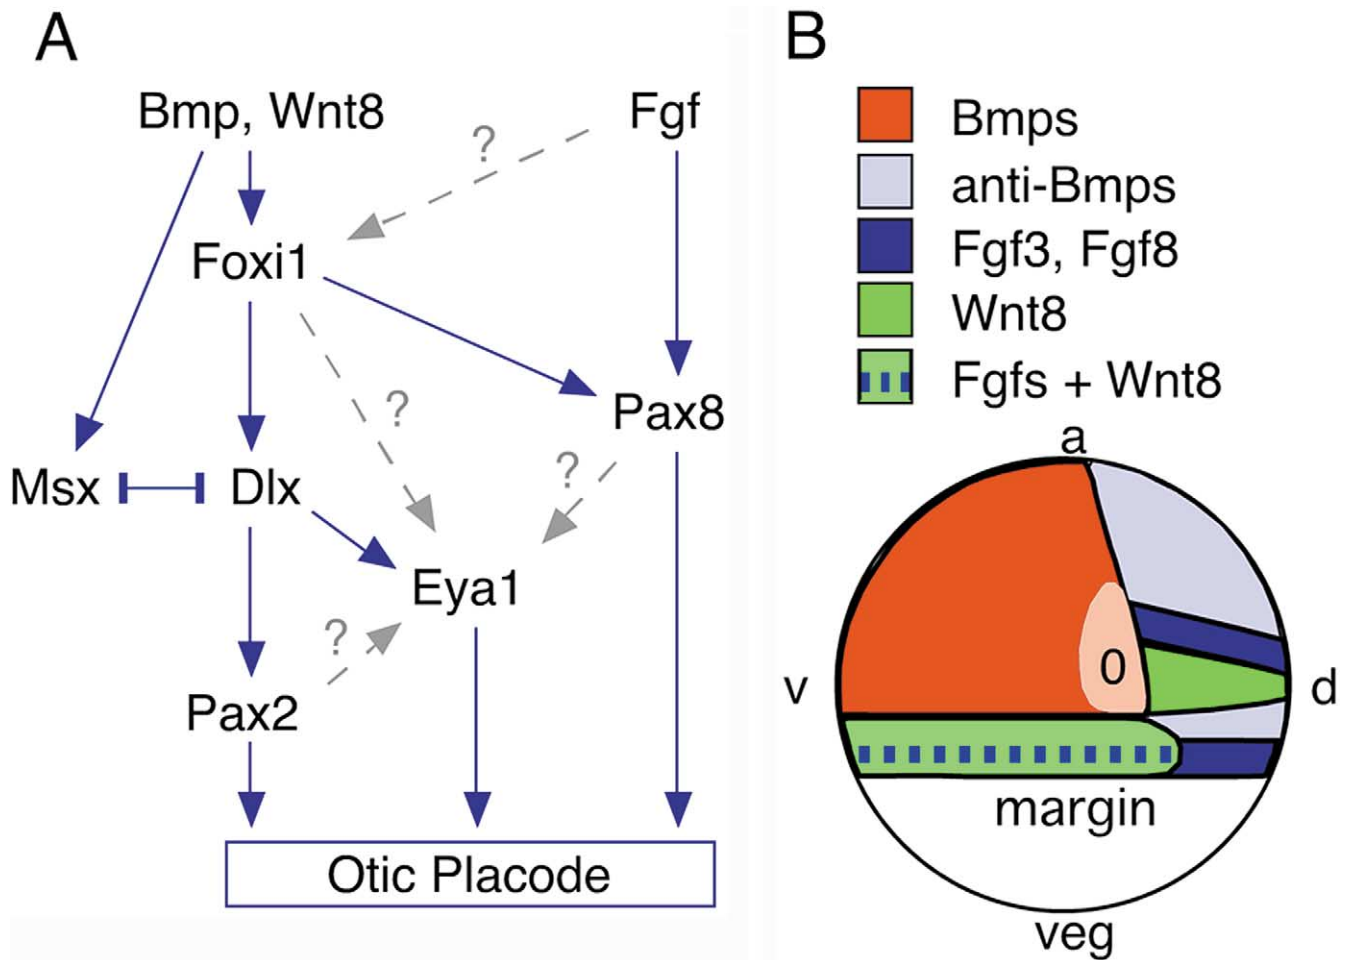 A
Bmp, Wnt8
Fgf
?
Foxi1
?
Pax8
?
Msx
Dlx
Eya1
?
Pax2
Otic Placode
B
Bmps
anti-Bmps
Fgf3, Fgf8
Wnt8
Fgfs + Wnt8
a
0
v
d
margin
veg